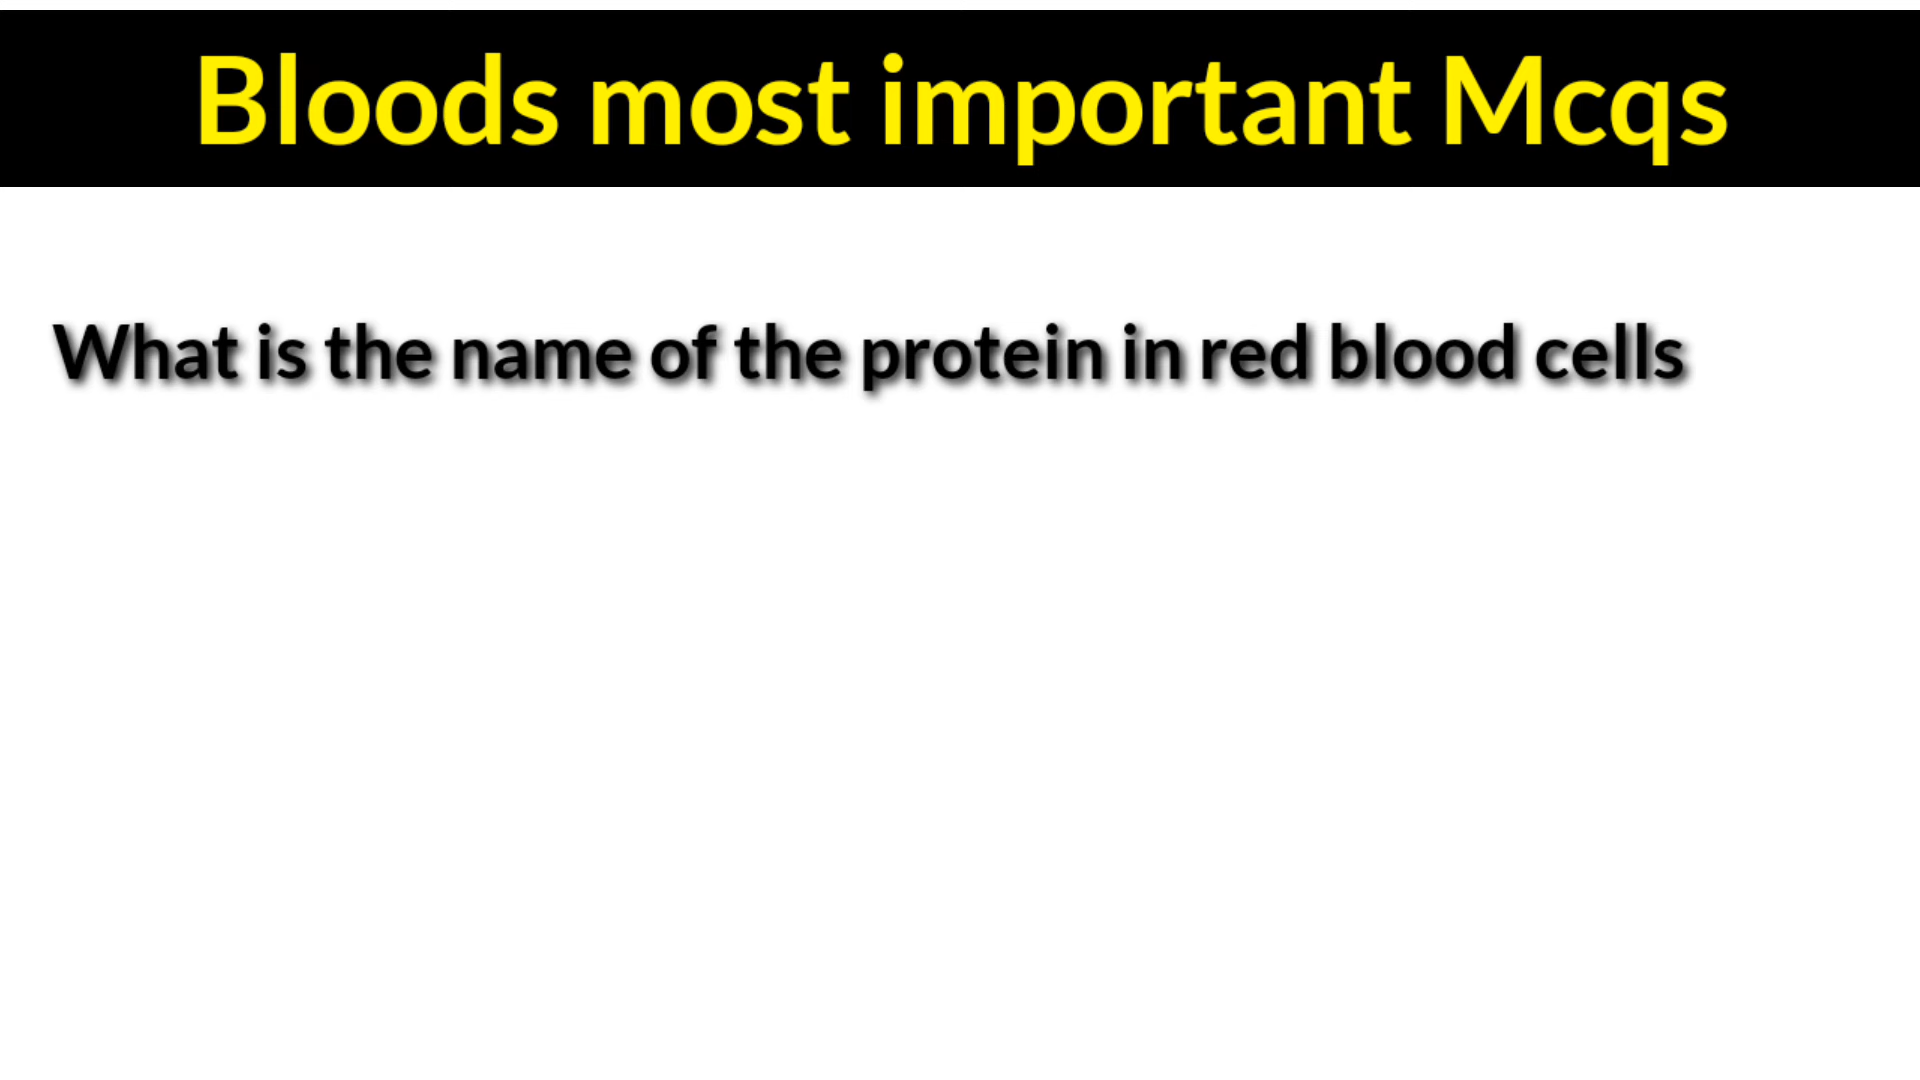 Bloods most important Mcqs
What is the name of the protein in red blood cells